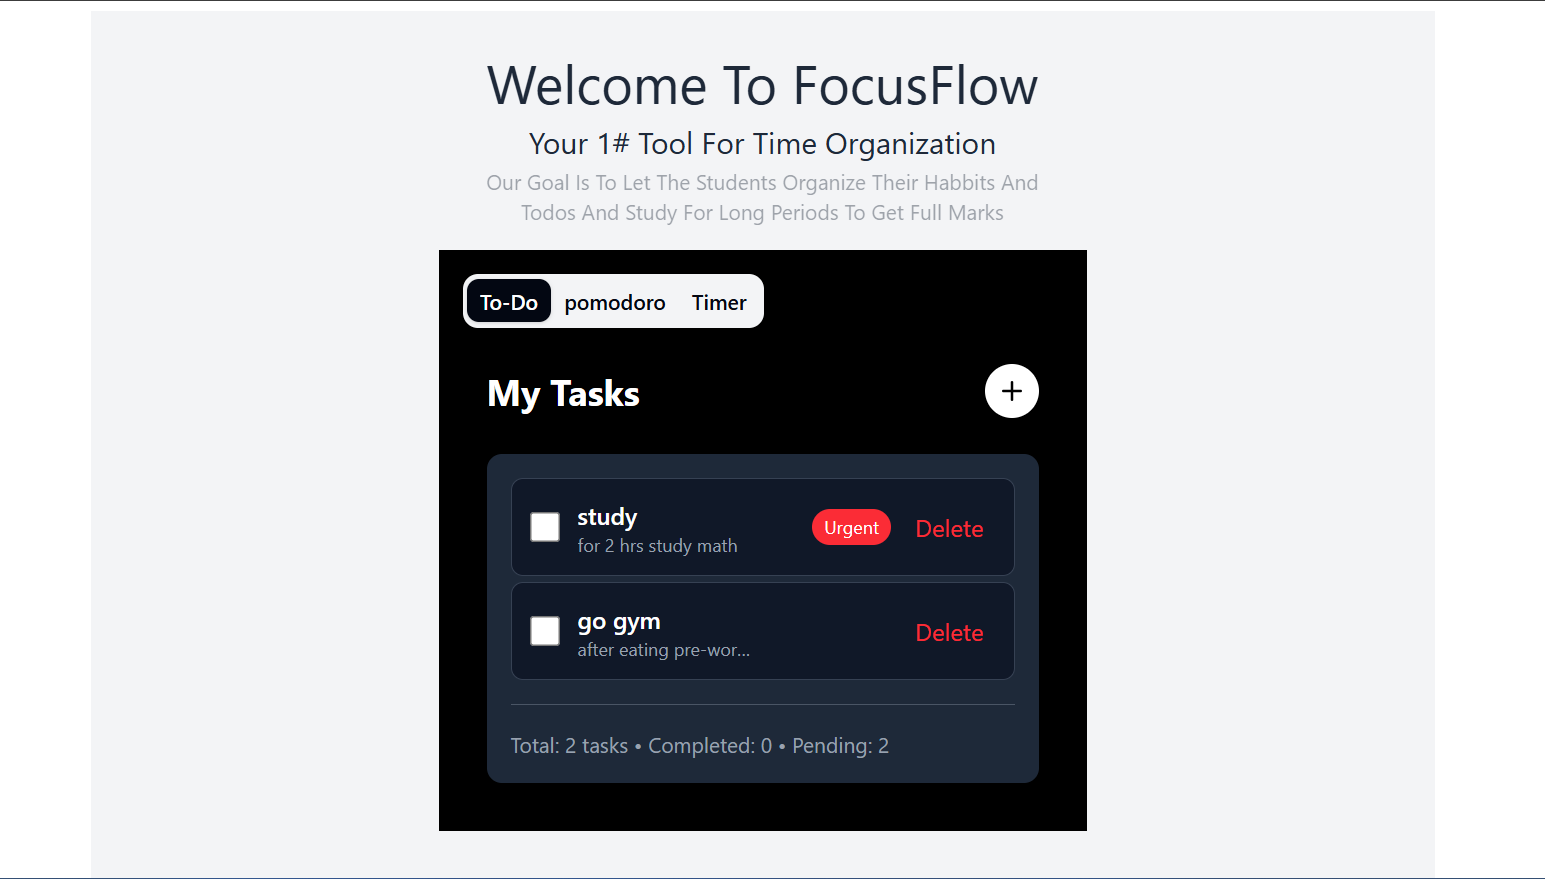 Welcome To FocusFlow
Your 1# Tool For Time Organization
Our Goal Is To Let The Students Organize Their Habbits And
Todos And Study For Long Periods To Get Full Marks
To-Do pomodoro Timer
My Tasks
study
for 2 hrs study math
Urgent
Delete
go gym
after eating pre-wor...
Delete
Total: 2 tasks • Completed: 0 • Pending: 2